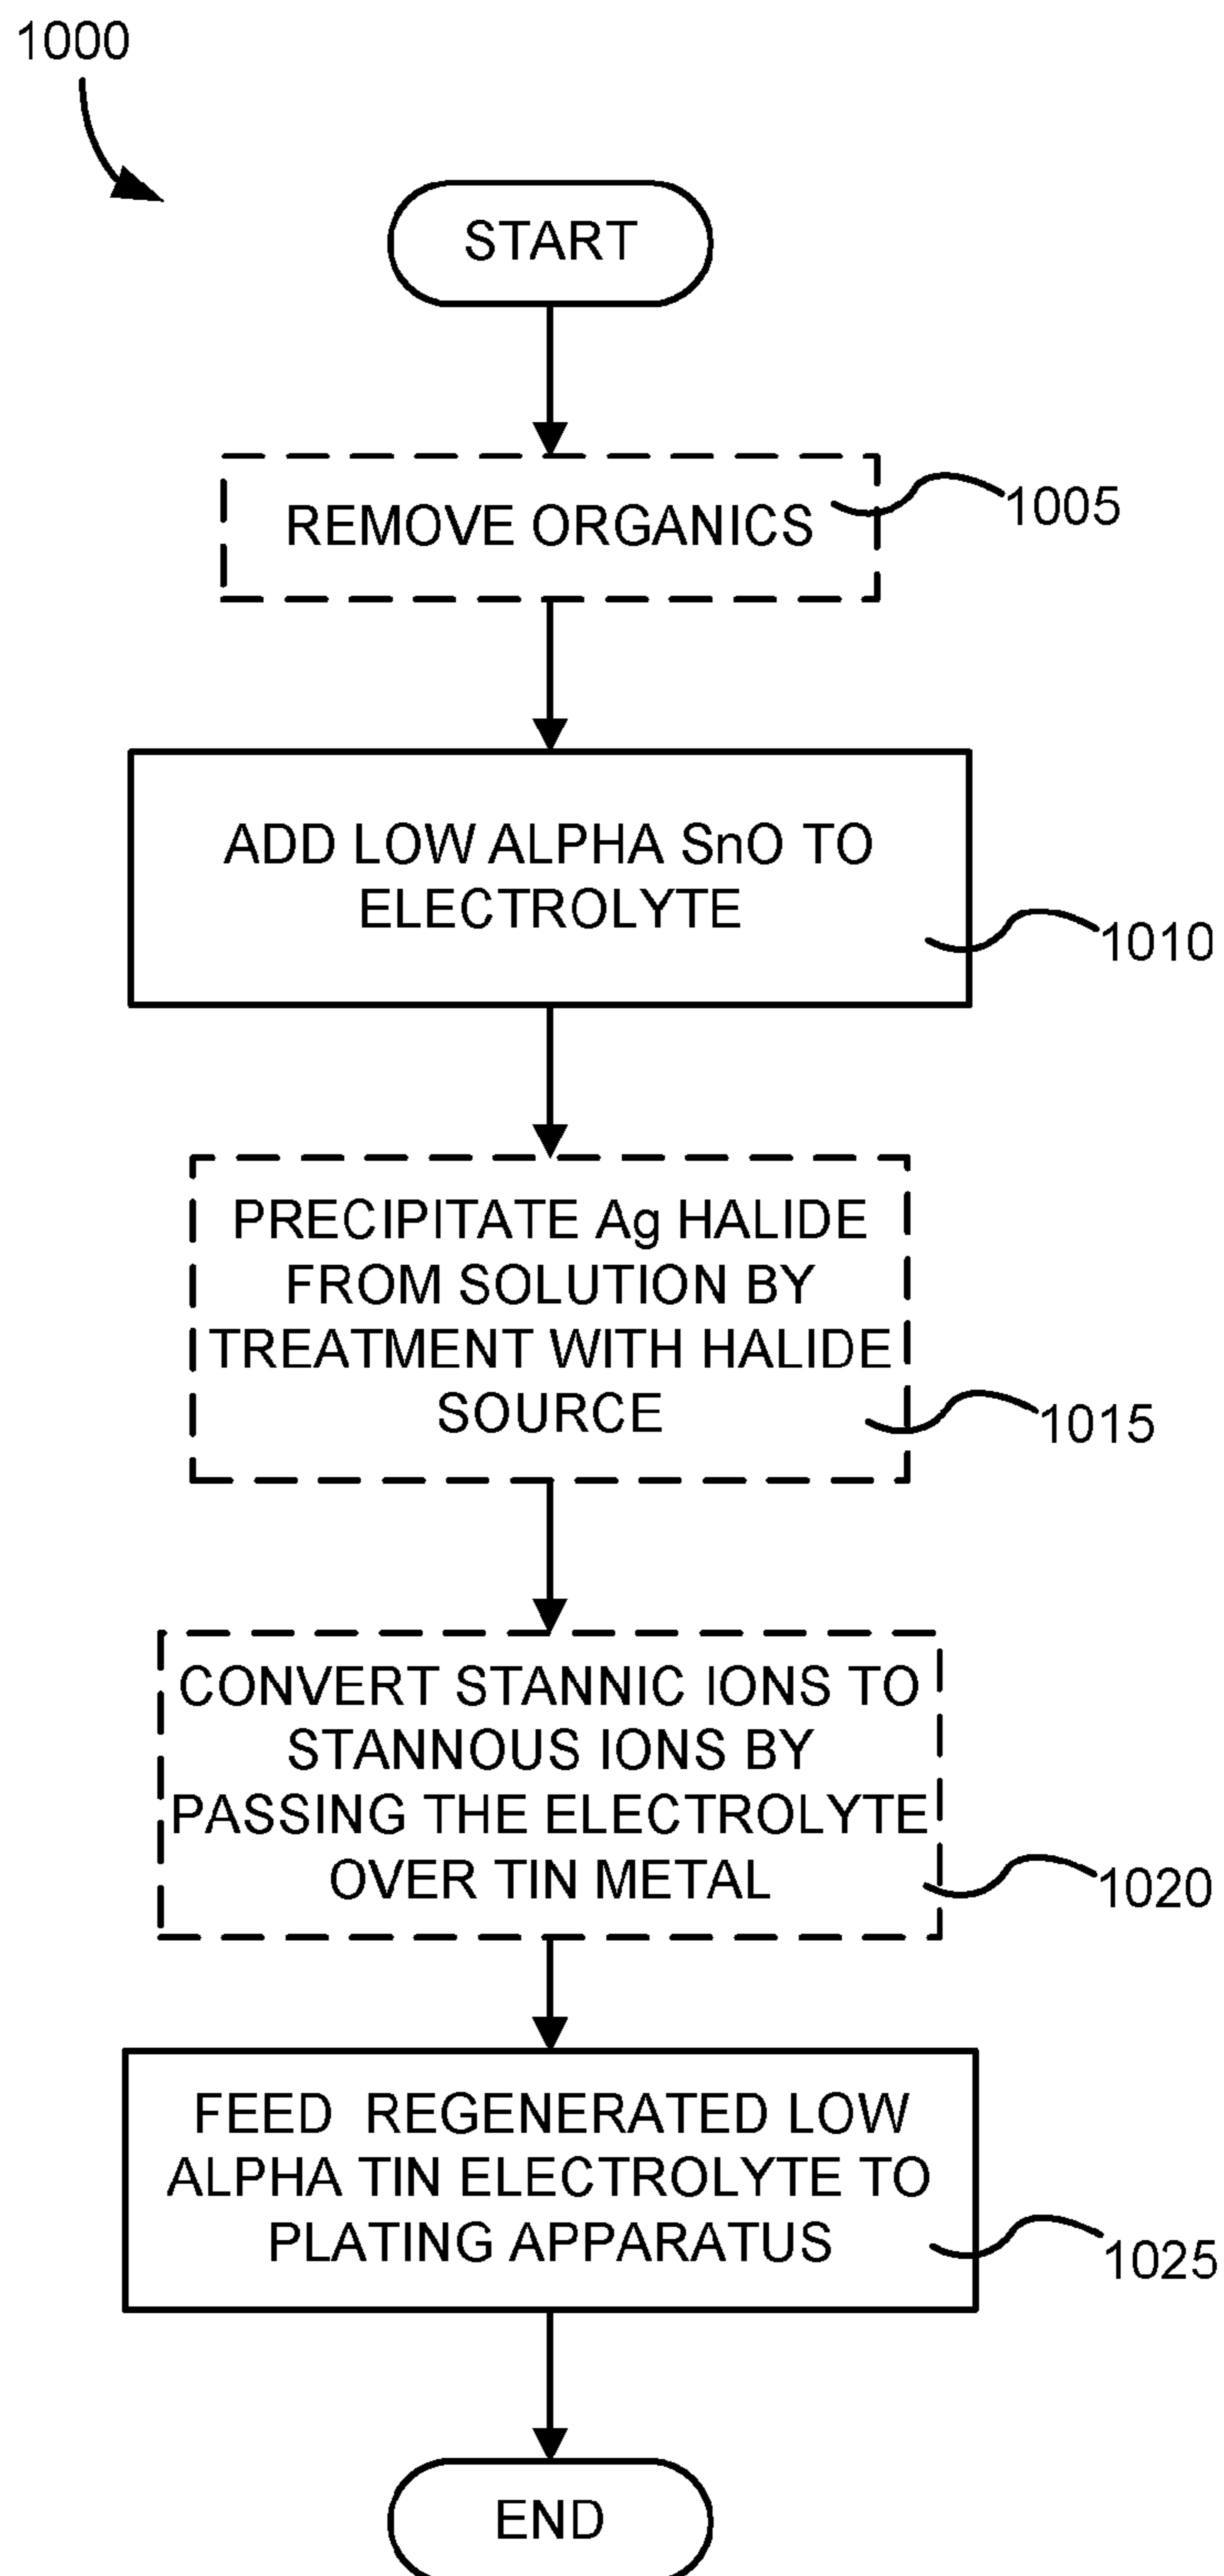 1000
START
REMOVE ORGANICS
1005
ADD LOW ALPHA SnO TO
ELECTROLYTE
1010
PRECIPITATE Ag HALIDE
FROM SOLUTION BY
TREATMENT WITH HALIDE
SOURCE
1015
CONVERT STANNIC IONS TO
STANNOUS IONS BY
PASSING THE ELECTROLYTE
OVER TIN METAL
1020
FEED REGENERATED LOW
ALPHA TIN ELECTROLYTE TO
PLATING APPARATUS
1025
END